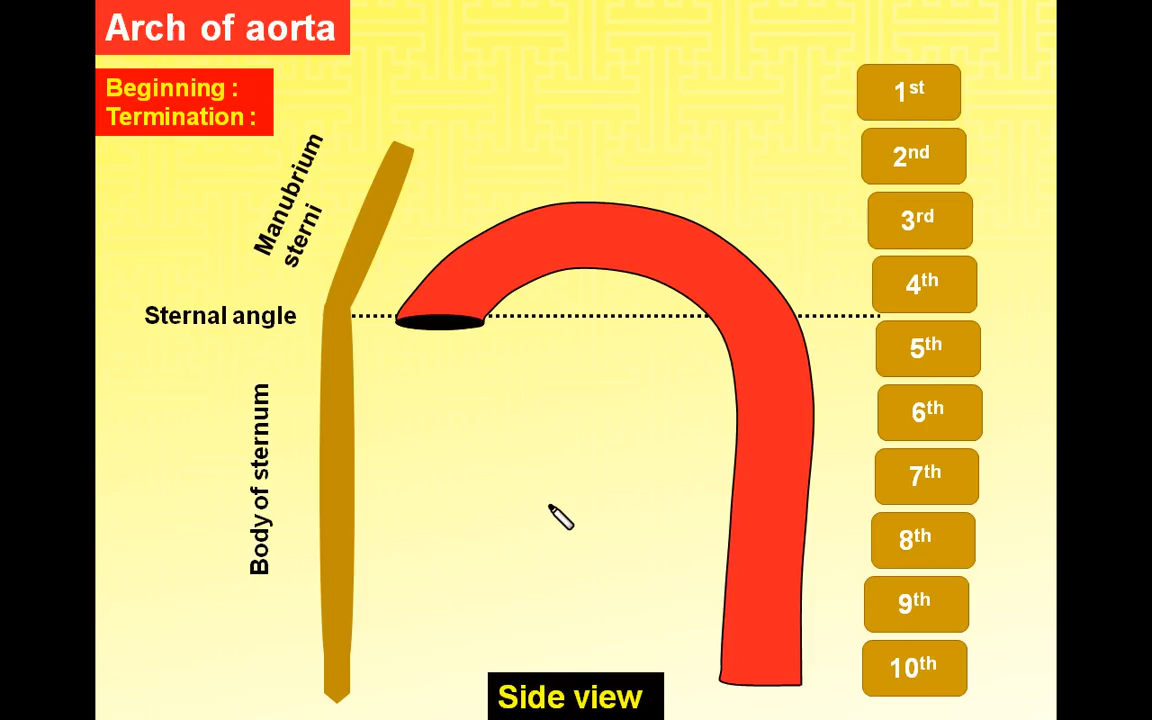 Arch of aorta
Beginning :
Termination :
Manubrium
sterni
Sternal angle
Body of sternum
1st
2nd
3rd
4th
5th
6th
7th
8th
9th
10th
Side view